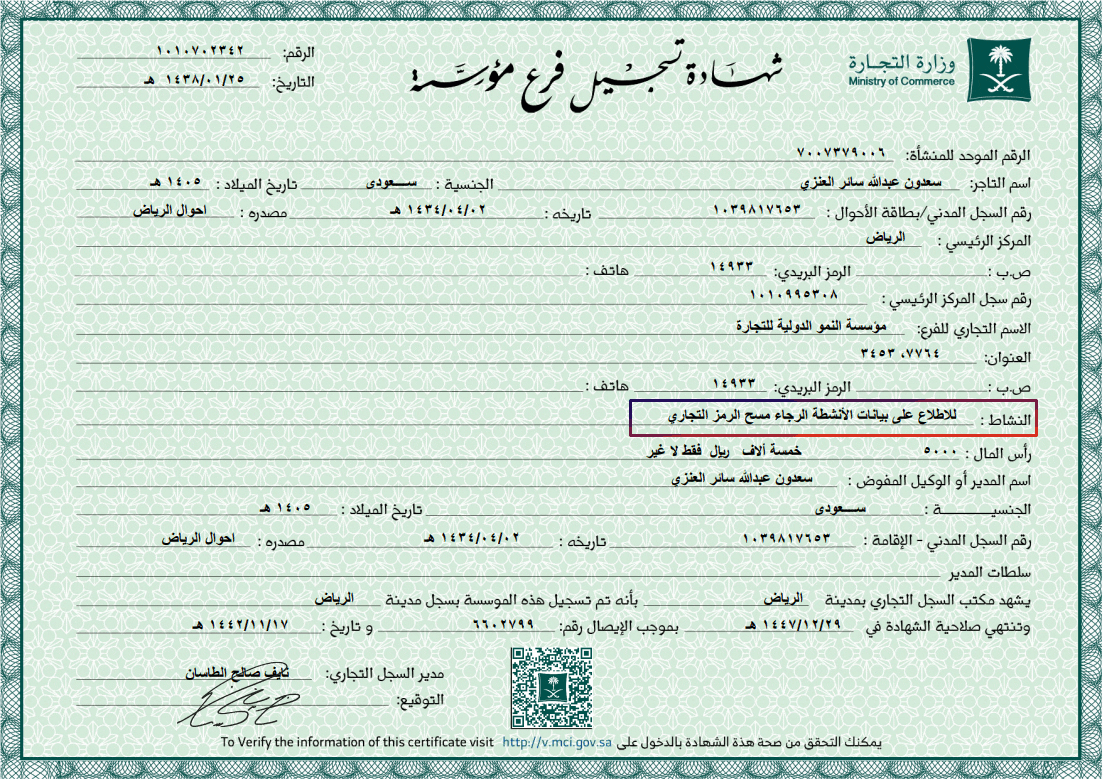 وزارة التجـارة
Ministry of Commerce
شهـادة تسجـيل فرع مؤسسة
الرقم: ١٠١٠٧٠٢٣٤٢
التاريخ: ١٤٣٨/٠١/٢٥ هـ
الرقم الموحد للمنشأة: ٧٠٠٧٣٧٩٠٠٦
اسم التاجر: سعدون عبدالله سائر العنزي الجنسية : ســـعودى تاريخ الميلاد : ١٤٠٥ هـ
رقم السجل المدني/بطاقة الأحوال : ١٠٣٩٨١٧٦٥٣ تاريخه : ١٤٣٤/٠٤/٠٢ هـ مصدره : احوال الرياض
المركز الرئيسي : الرياض
ص.ب : الرمز البريدي: ١٤٩٣٣ هاتف :
رقم سجل المركز الرئيسي : ١٠١٠٩٩٥٣٠٨
الاسم التجاري للفرع: مؤسسة النمو الدولية للتجارة
العنوان: ٧٧٦٤، ٣٤٥٣
ص.ب : الرمز البريدي: ١٤٩٣٣ هاتف :
النشاط : للاطلاع على بيانات الأنشطة الرجاء مسح الرمز التجاري
رأس المال : ٥٠٠٠ خمسة ألاف ريال فقط لا غير
اسم المدير أو الوكيل المفوض : سعدون عبدالله سائر العنزي
الجنسيــــــــــة : ســـعودى تاريخ الميلاد : ١٤٠٥ هـ
رقم السجل المدني - الإقامة: ١٠٣٩٨١٧٦٥٣ تاريخه : ١٤٣٤/٠٤/٠٢ هـ مصدره : احوال الرياض
سلطات المدير
يشهد مكتب السجل التجاري بمدينة الرياض بأنه تم تسجيل هذه الموسسة بسجل مدينة الرياض
وتنتهي صلاحية الشهادة في ١٤٤٧/١٢/٢٩ هـ بموجب الإيصال رقم: ٦٦٠٢٧٩٩ و تاريخ : ١٤٤٢/١١/١٧ هـ
مدير السجل التجاري: نايف صالح الطاسان
التوقيع:
يمكنك التحقق من صحة هذة الشهادة بالدخول على http://v.mci.gov.sa To Verify the information of this certificate visit